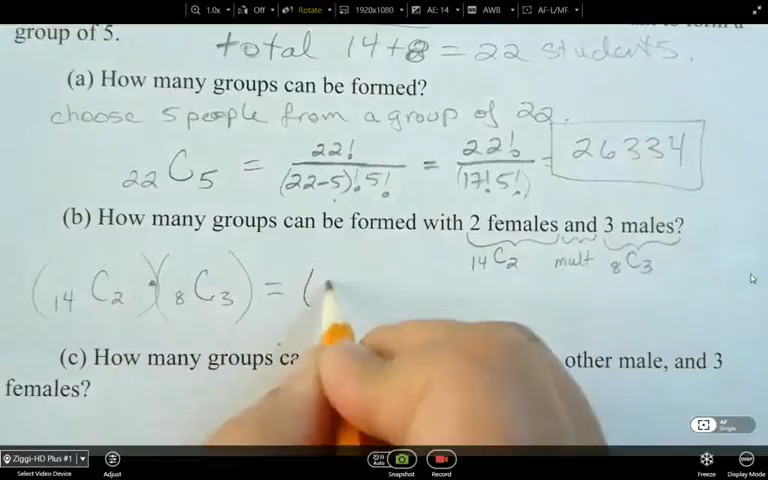 1.0x Off Rotate 1920x1080 AE: 14 AWB AF-L/MF
group of 5.
total 14+8 = 22 students.
(a) How many groups can be formed?
choose 5 people from a group of 22.
22C5 = 22!/(22-5)!5! = 22!/(17!5!) = 26334
(b) How many groups can be formed with 2 females and 3 males?
14C2 mult 8C3
(14C2)·(8C3) = (
(c) How many groups ca other male, and 3
females?
AF
Single
Ziggi-HD Plus #1 Auto DISP
Select Video Device Adjust Snapshot Record Freeze Display Mode